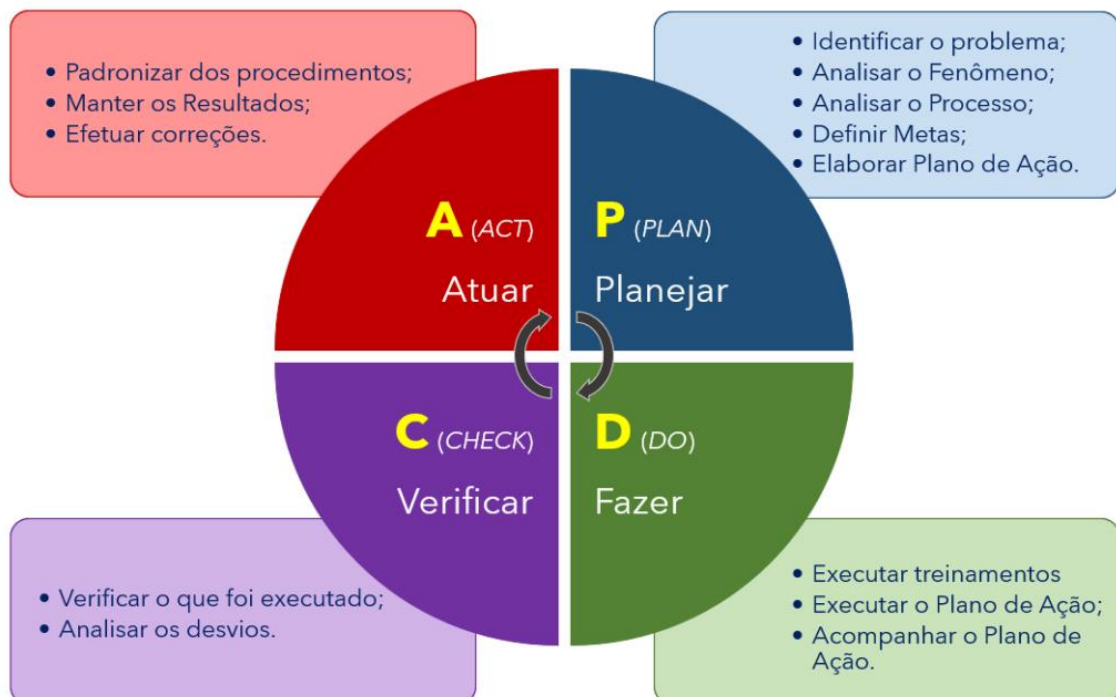 • Padronizar dos procedimentos;
• Manter os Resultados;
• Efetuar correções.
• Identificar o problema;
• Analisar o Fenômeno;
• Analisar o Processo;
• Definir Metas;
• Elaborar Plano de Ação.
A (ACT)
Atuar
P (PLAN)
Planejar
C (CHECK)
Verificar
D (DO)
Fazer
• Verificar o que foi executado;
• Analisar os desvios.
• Executar treinamentos
• Executar o Plano de Ação;
• Acompanhar o Plano de
Ação.